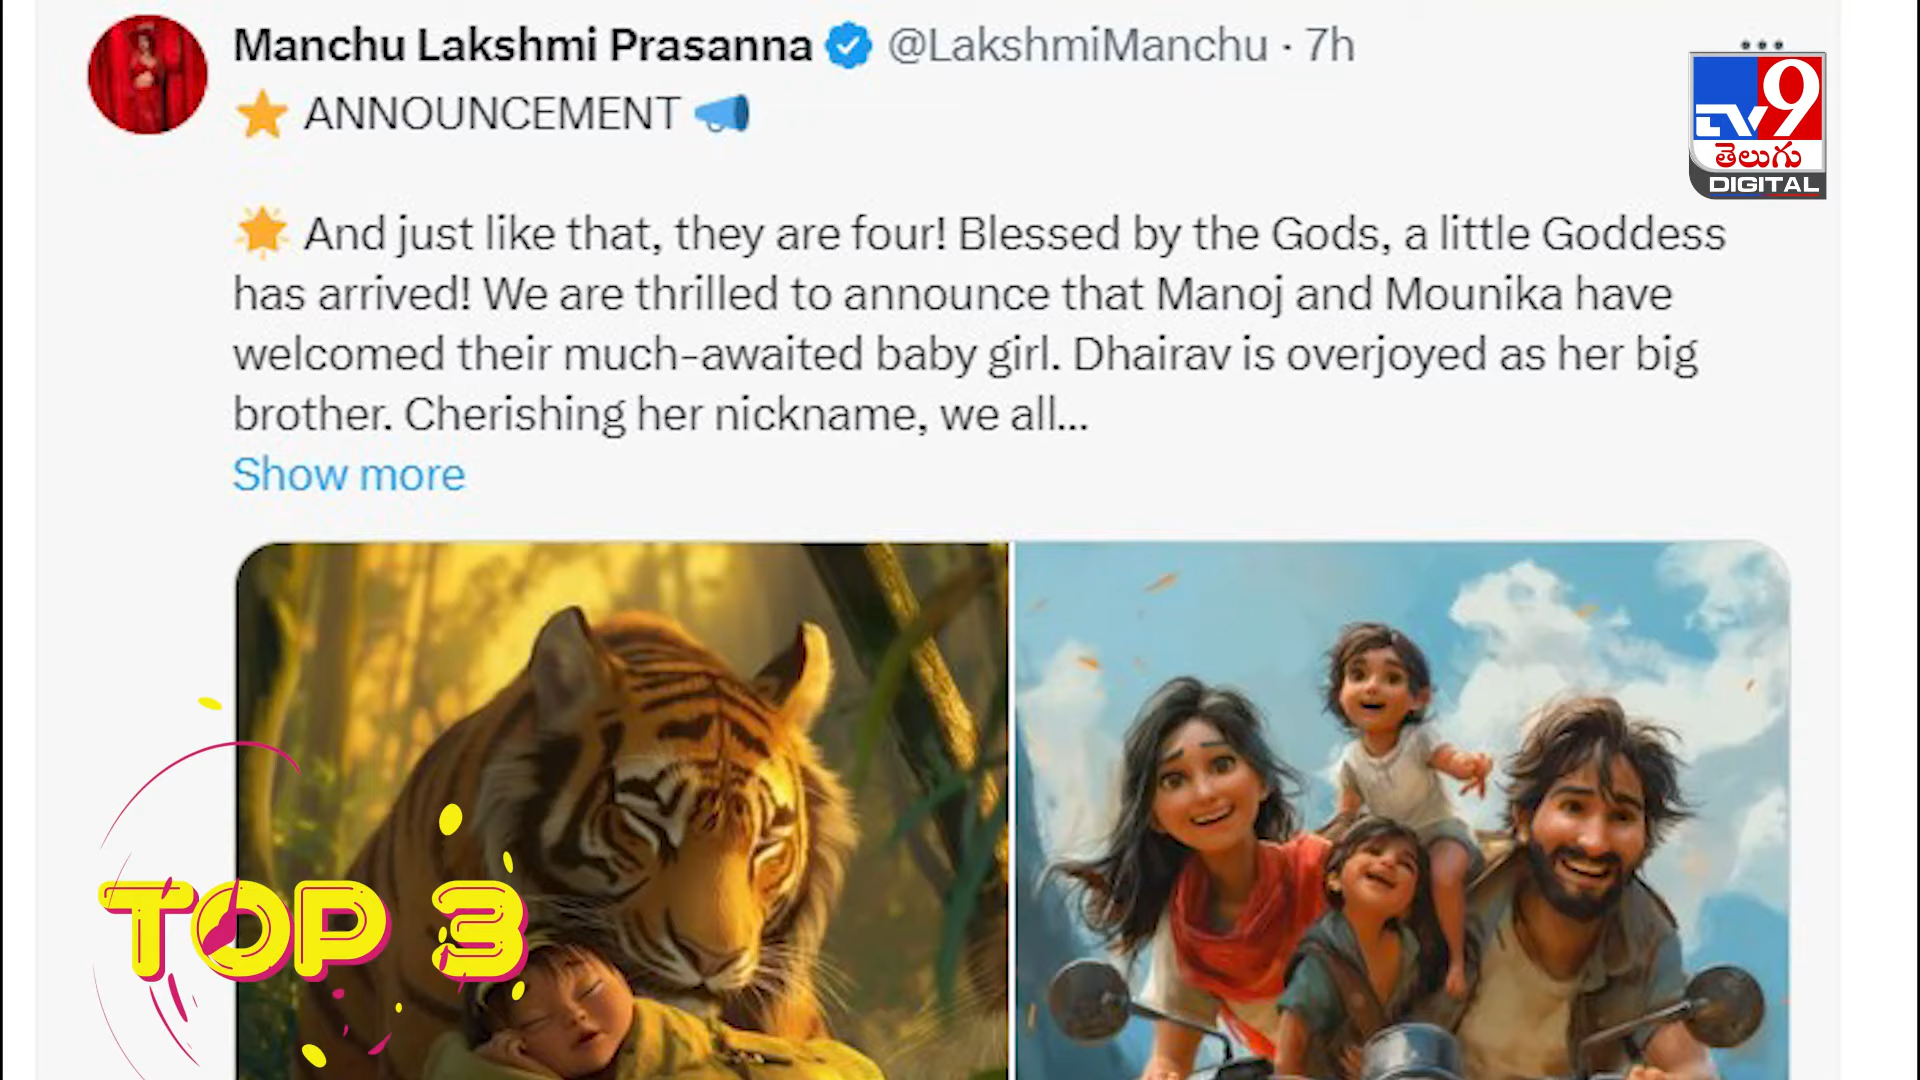 Manchu Lakshmi Prasanna @LakshmiManchu · 7h
ANNOUNCEMENT
And just like that, they are four! Blessed by the Gods, a little Goddess
has arrived! We are thrilled to announce that Manoj and Mounika have
welcomed their much-awaited baby girl. Dhairav is overjoyed as her big
brother. Cherishing her nickname, we all...
Show more
TV9
తెలుగు
DIGITAL
TOP 3